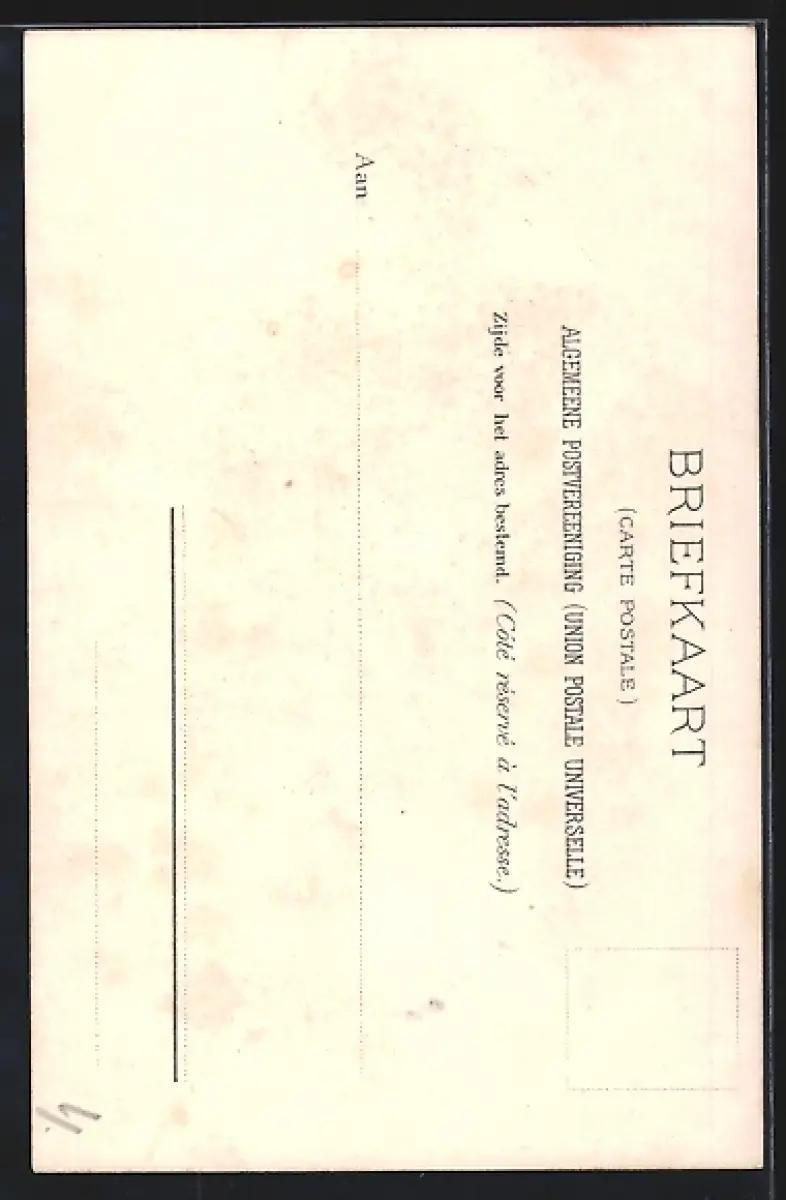 BRIEFKAART
(CARTE POSTALE)
ALGEMEENE POSTVEREENIGING (UNION POSTALE UNIVERSELLE)
Zijde voor het adres bestemd. (Côté réservé à l'adresse.)
Aan